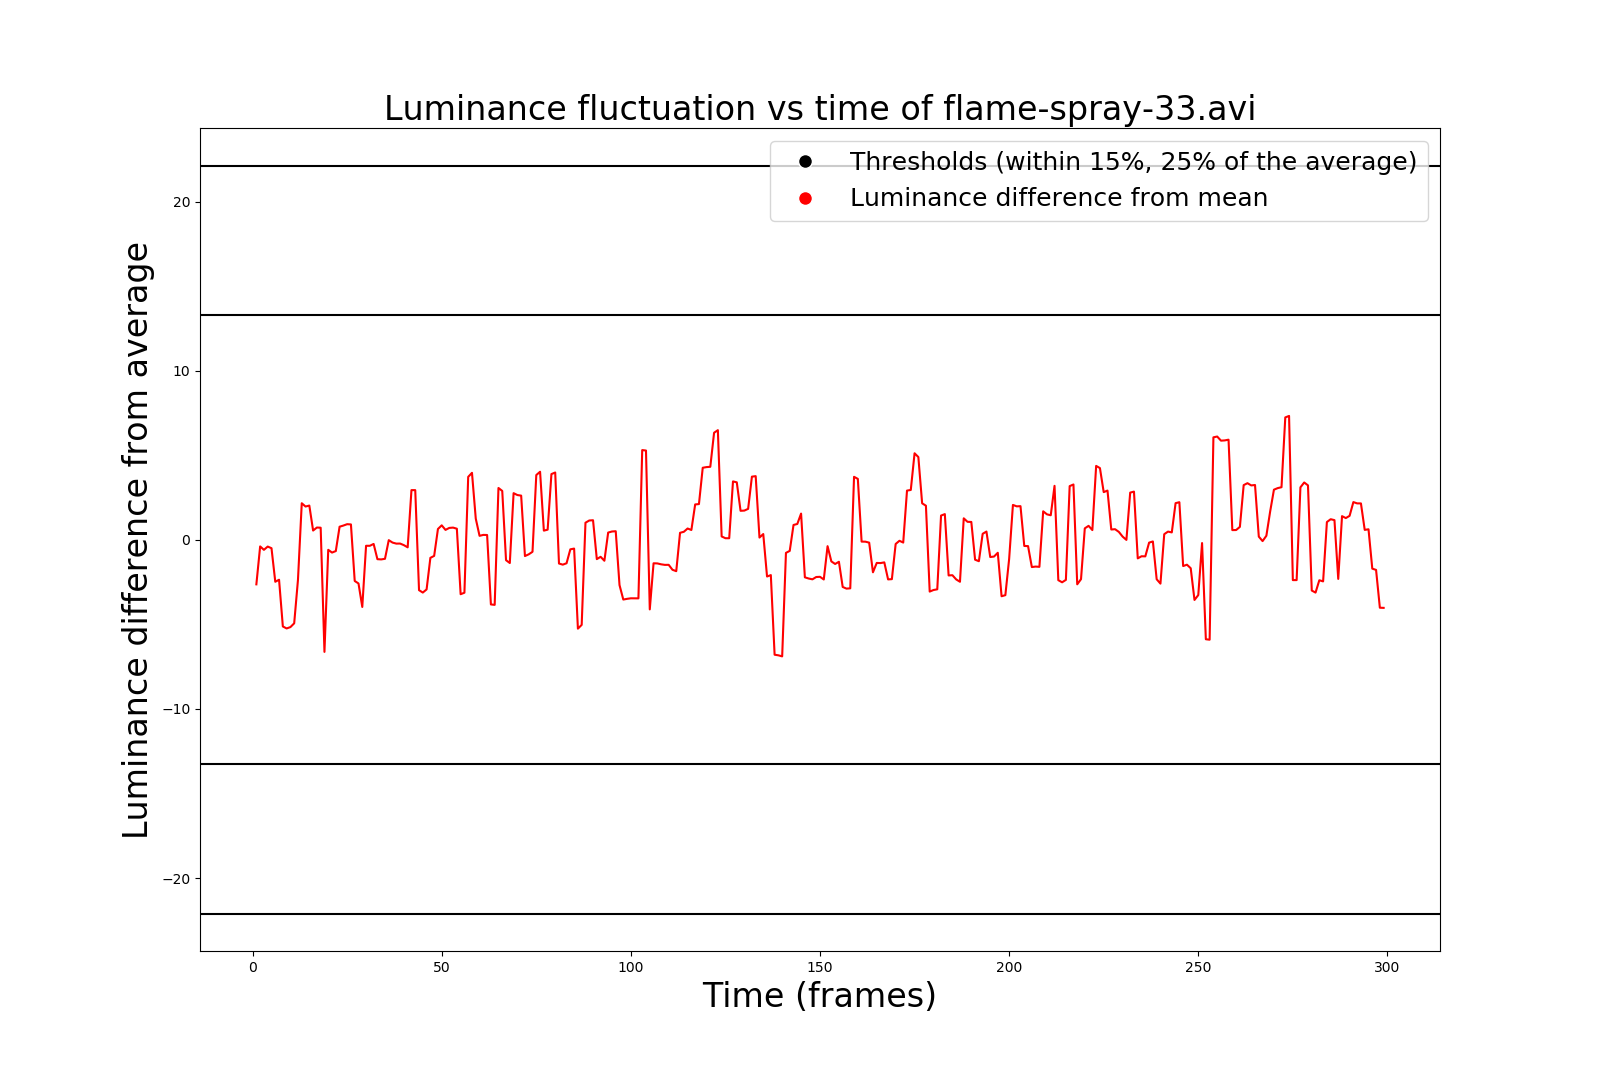 Luminance fluctuation vs time of flame-spray-33.avi
Thresholds (within 15%, 25% of the average)
Luminance difference from mean
Luminance difference from average
20
10
0
−10
−20
0 50 100 150 200 250 300
Time (frames)